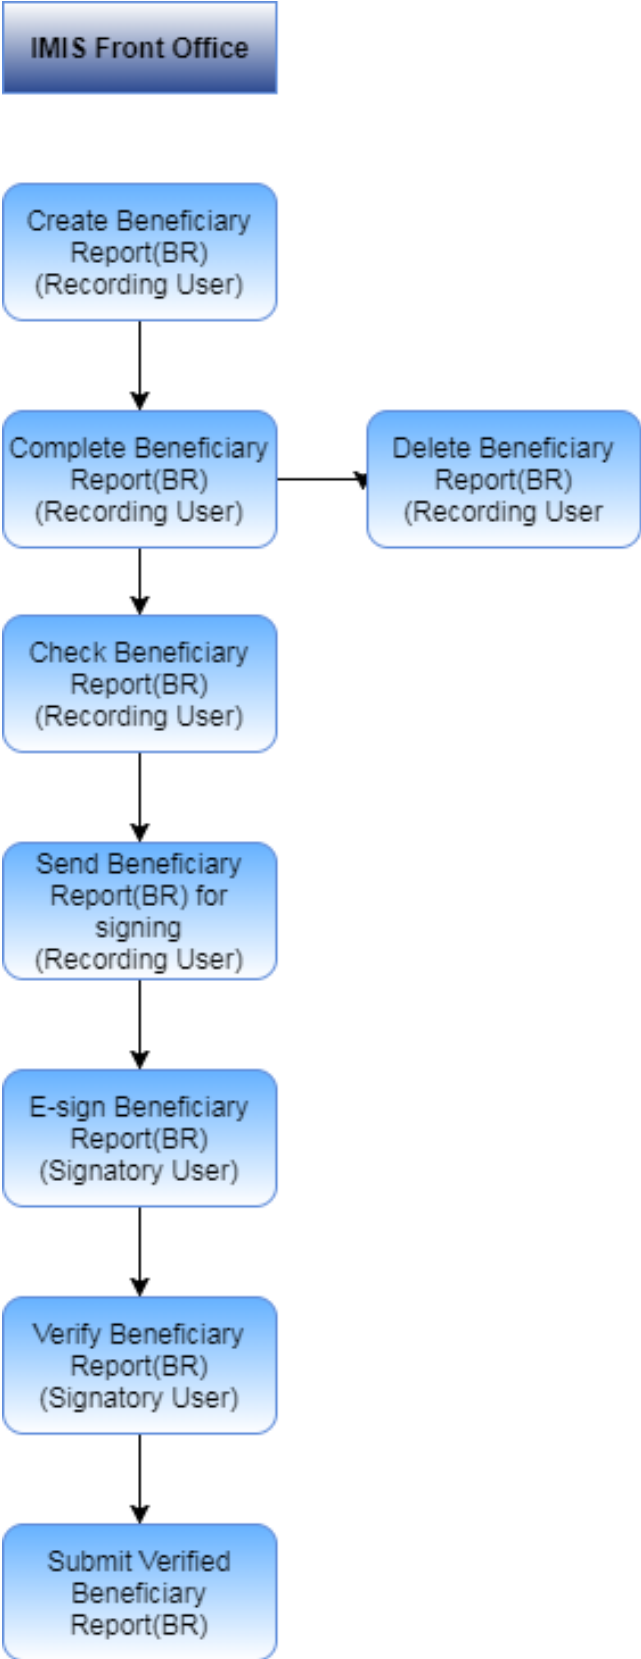 IMIS Front Office
Create Beneficiary
Report(BR)
(Recording User)
Complete Beneficiary
Report(BR)
(Recording User)
Delete Beneficiary
Report(BR)
(Recording User
Check Beneficiary
Report(BR)
(Recording User)
Send Beneficiary
Report(BR) for
signing
(Recording User)
E-sign Beneficiary
Report(BR)
(Signatory User)
Verify Beneficiary
Report(BR)
(Signatory User)
Submit Verified
Beneficiary
Report(BR)